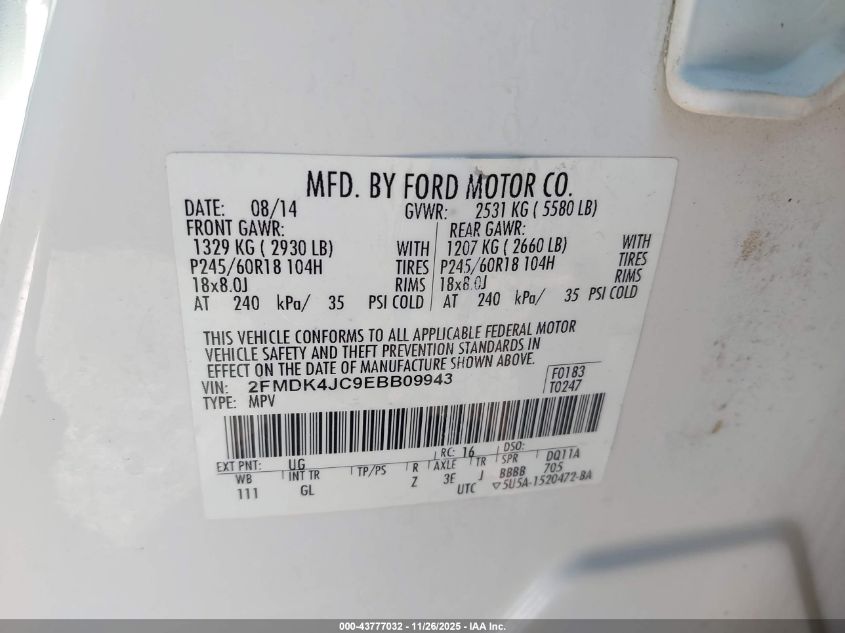 MFD. BY FORD MOTOR CO.
DATE: 08/14 GVWR: 2531 KG ( 5580 LB)
FRONT GAWR: REAR GAWR:
1329 KG ( 2930 LB) WITH 1207 KG ( 2660 LB) WITH
P245/60R18 104H TIRES P245/60R18 104H TIRES
18x8.0J RIMS 18x8.0J RIMS
AT 240 kPa/ 35 PSI COLD AT 240 kPa/ 35 PSI COLD
THIS VEHICLE CONFORMS TO ALL APPLICABLE FEDERAL MOTOR
VEHICLE SAFETY AND THEFT PREVENTION STANDARDS IN
EFFECT ON THE DATE OF MANUFACTURE SHOWN ABOVE.
VIN: 2FMDK4JC9EBB09943 F0183
TYPE: MPV T0247
EXT PNT: UG RC: 16 DSO:
WB INT TR TP/PS R AXLE TR SPR DQ11A
111 GL Z 3E J BBBB 705
UTC ▽5U5A-1520472-BA
000-43777032 - 11/26/2025 - IAA Inc.